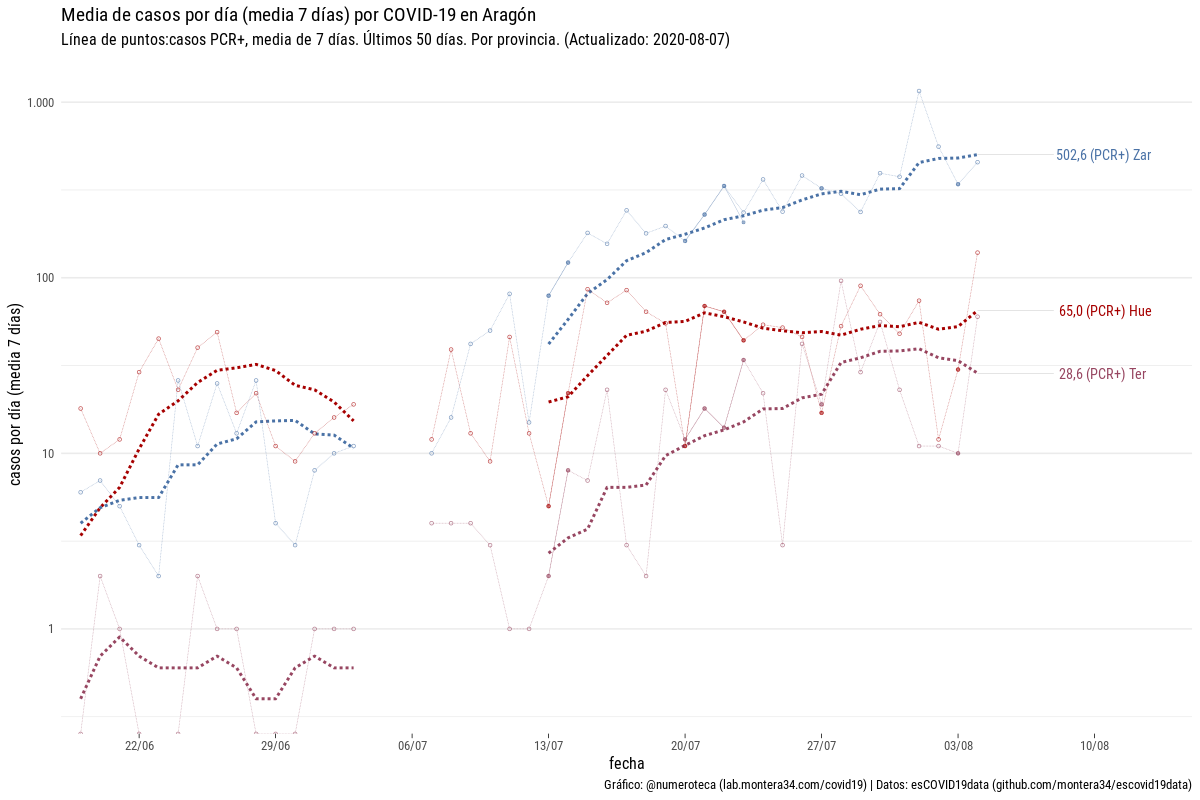 Media de casos por día (media 7 días) por COVID-19 en Aragón
Línea de puntos:casos PCR+, media de 7 días. Últimos 50 días. Por provincia. (Actualizado: 2020-08-07)
casos por día (media 7 días)
1.000
100
10
1
502,6 (PCR+) Zar
65,0 (PCR+) Hue
28,6 (PCR+) Ter
22/06
29/06
06/07
13/07
20/07
27/07
03/08
10/08
fecha
Gráfico: @numeroteca (lab.montera34.com/covid19) | Datos: esCOVID19data (github.com/montera34/escovid19data)